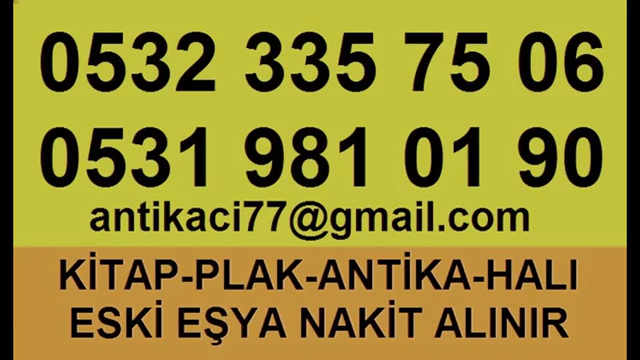 0532 335 75 06
0531 981 01 90
antikaci77@gmail.com
KİTAP-PLAK-ANTİKA-HALI
ESKİ EŞYA NAKİT ALINIR